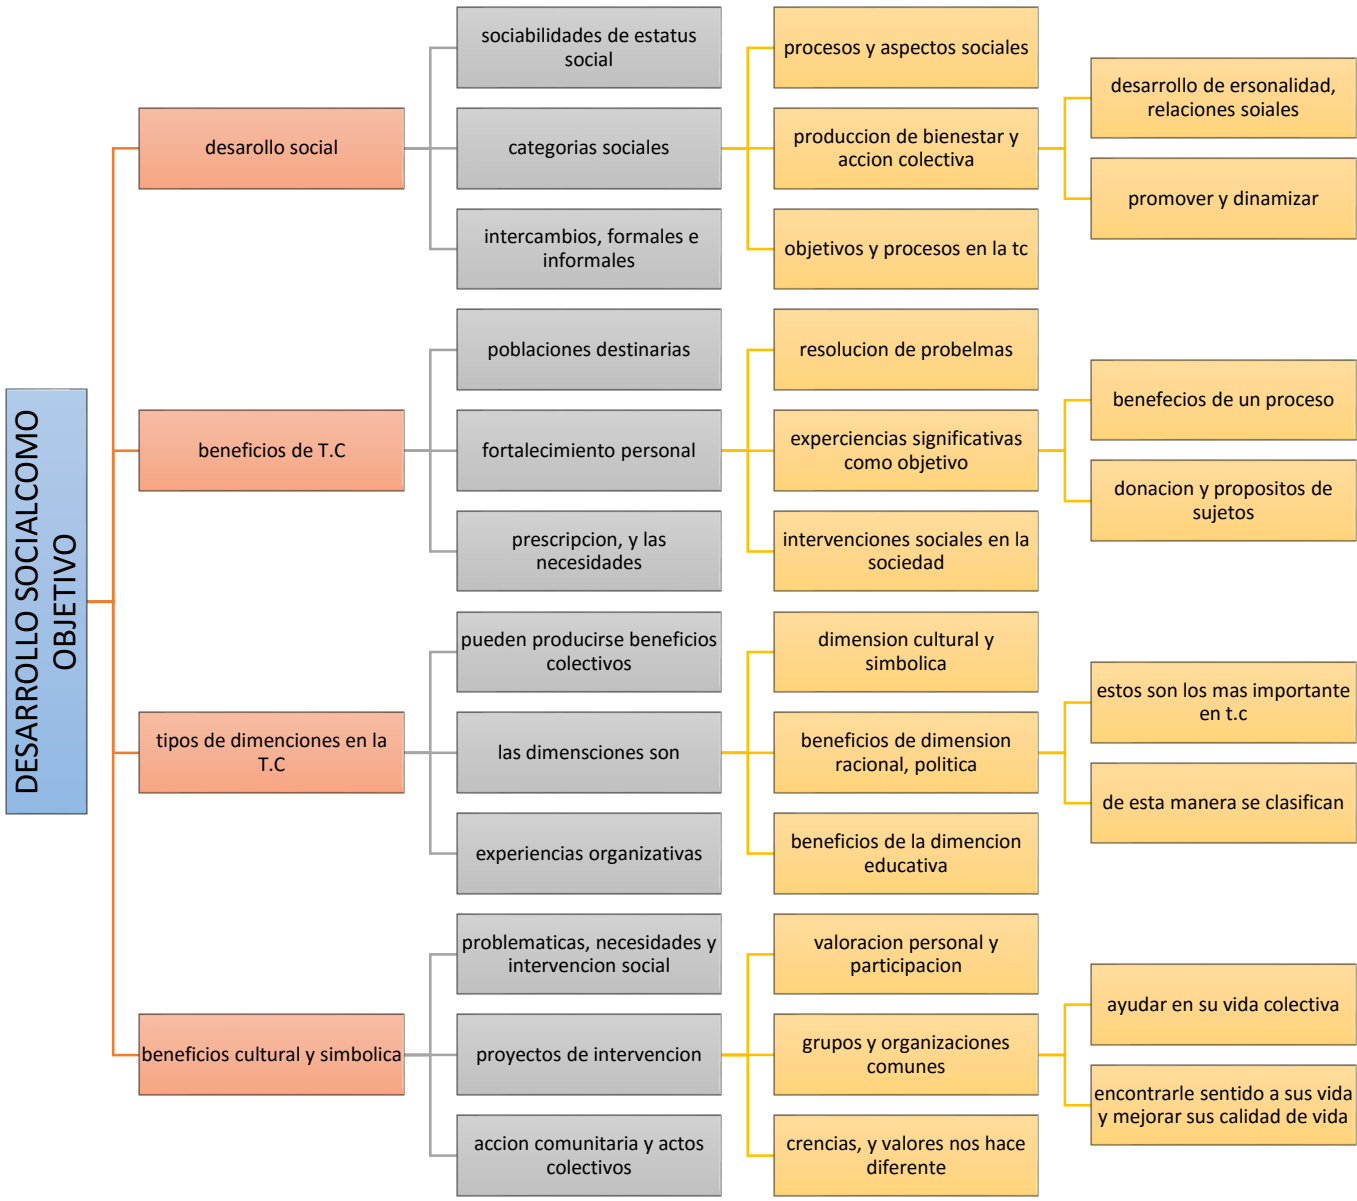 DESARROLLO SOCIALCOMO
OBJETIVO
desarollo social
sociabilidades de estatus
social
categorias sociales
procesos y aspectos sociales
produccion de bienestar y
accion colectiva
desarrollo de ersonalidad,
relaciones soiales
promover y dinamizar
objetivos y procesos en la tc
intercambios, formales e
informales
beneficios de T.C
poblaciones destinarias
fortalecimiento personal
resolucion de probelmas
experciencias significativas
como objetivo
benefecios de un proceso
donacion y propositos de
sujetos
intervenciones sociales en la
sociedad
prescripcion, y las
necesidades
tipos de dimenciones en la
T.C
pueden producirse beneficios
colectivos
las dimensciones son
dimension cultural y
simbolica
beneficios de dimension
racional, politica
estos son los mas importante
en t.c
de esta manera se clasifican
beneficios de la dimencion
educativa
experiencias organizativas
beneficios cultural y simbolica
problematicas, necesidades y
intervencion social
proyectos de intervencion
valoracion personal y
participacion
grupos y organizaciones
comunes
ayudar en su vida colectiva
encontrarle sentido a sus vida
y mejorar sus calidad de vida
crencias, y valores nos hace
diferente
accion comunitaria y actos
colectivos